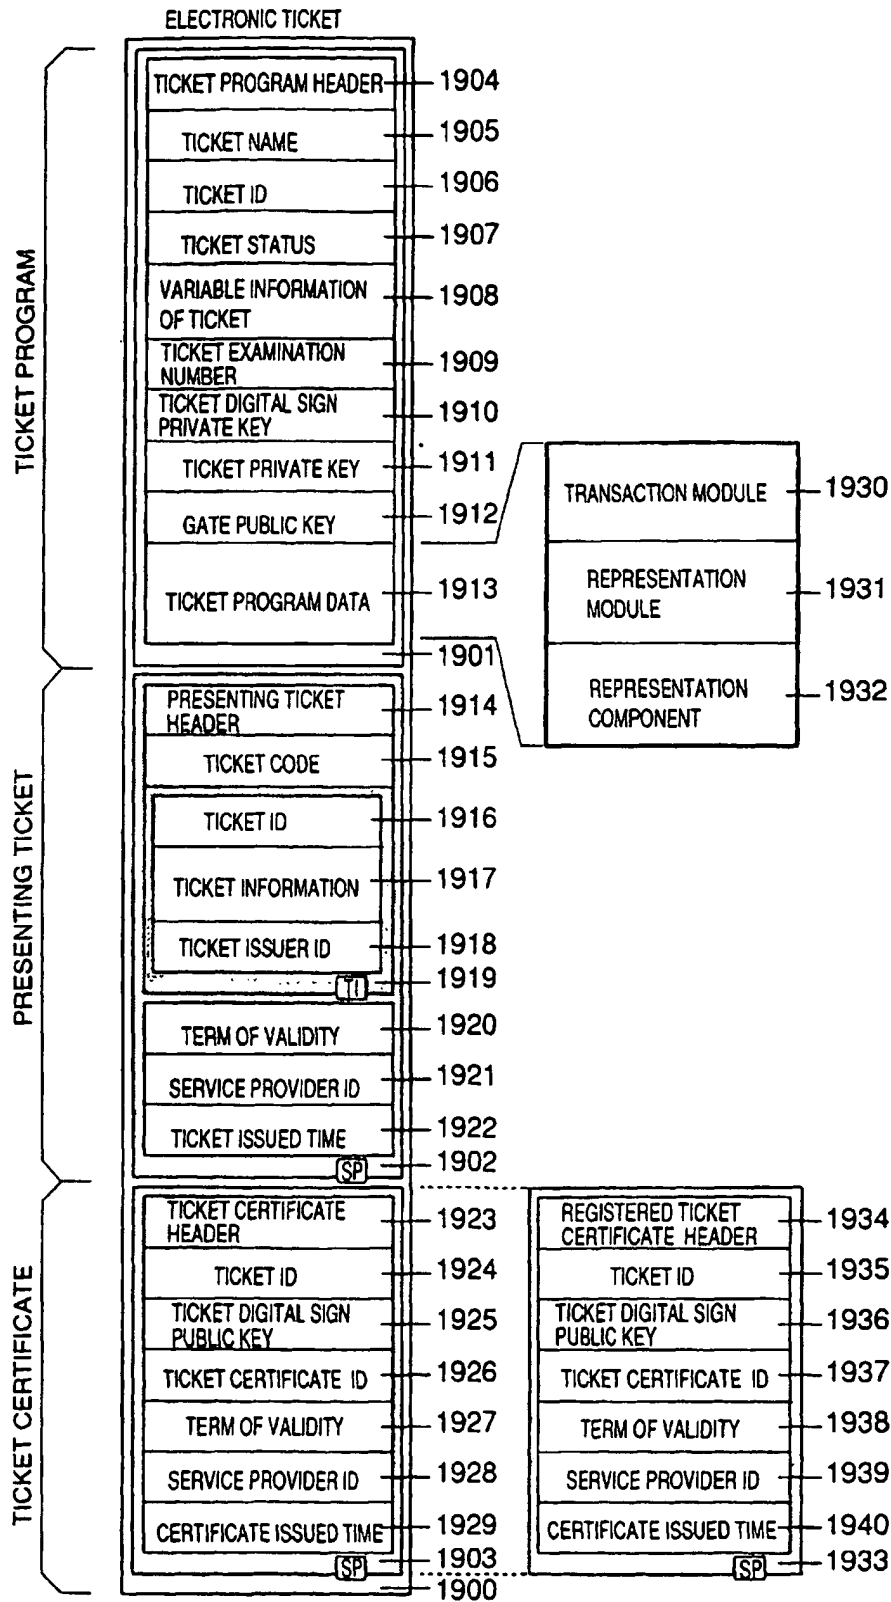 ELECTRONIC TICKET
TICKET PROGRAM
TICKET PROGRAM HEADER 1904
TICKET NAME 1905
TICKET ID 1906
TICKET STATUS 1907
VARIABLE INFORMATION
OF TICKET
1908
TICKET EXAMINATION
NUMBER
1909
TICKET DIGITAL SIGN
PRIVATE KEY
1910
TICKET PRIVATE KEY 1911
GATE PUBLIC KEY 1912
TICKET PROGRAM DATA 1913
1901
TRANSACTION MODULE 1930
REPRESENTATION
MODULE
1931
REPRESENTATION
COMPONENT
1932
PRESENTING TICKET
PRESENTING TICKET
HEADER
1914
TICKET CODE 1915
TICKET ID 1916
TICKET INFORMATION 1917
TICKET ISSUER ID 1918
TI 1919
TERM OF VALIDITY 1920
SERVICE PROVIDER ID 1921
TICKET ISSUED TIME 1922
SP 1902
TICKET CERTIFICATE
TICKET CERTIFICATE
HEADER
1923
TICKET ID 1924
TICKET DIGITAL SIGN
PUBLIC KEY
1925
TICKET CERTIFICATE ID 1926
TERM OF VALIDITY 1927
SERVICE PROVIDER ID 1928
CERTIFICATE ISSUED TIME 1929
SP 1903
1900
REGISTERED TICKET
CERTIFICATE HEADER
1934
TICKET ID 1935
TICKET DIGITAL SIGN
PUBLIC KEY
1936
TICKET CERTIFICATE ID 1937
TERM OF VALIDITY 1938
SERVICE PROVIDER ID 1939
CERTIFICATE ISSUED TIME 1940
SP 1933